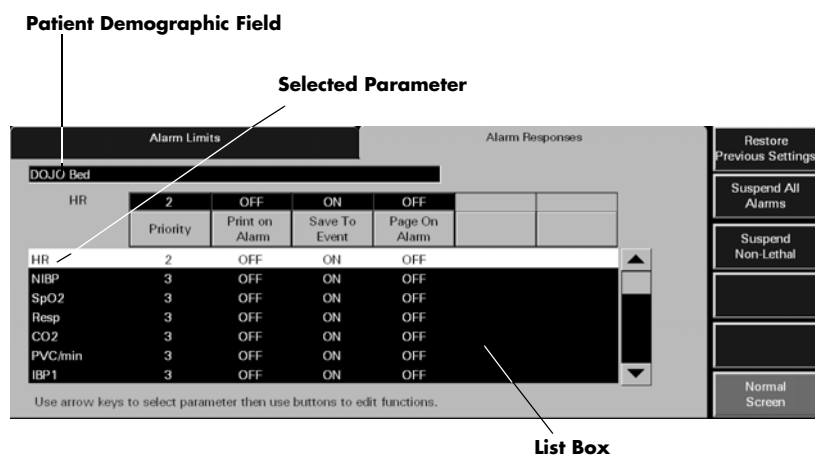 Patient Demographic Field
Selected Parameter
Alarm Limits Alarm Responses
DOJO Bed
HR 2 OFF ON OFF
Priority Print on Alarm Save To Event Page On Alarm
HR 2 OFF ON OFF
NIBP 3 OFF ON OFF
SpO2 3 OFF ON OFF
Resp 3 OFF ON OFF
CO2 3 OFF ON OFF
PVC/min 3 OFF ON OFF
IBP1 3 OFF ON OFF
Use arrow keys to select parameter then use buttons to edit functions.
Restore
Previous Settings
Suspend All
Alarms
Suspend
Non-Lethal
Normal
Screen
List Box